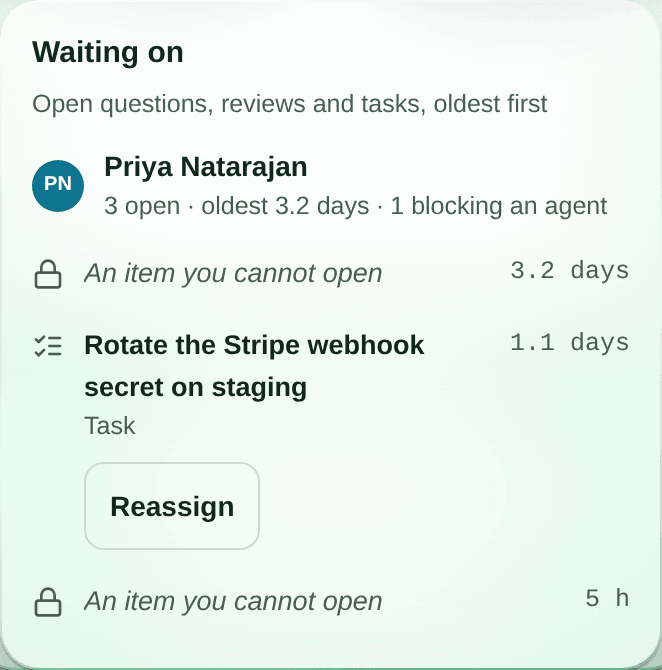 Waiting on
Open questions, reviews and tasks, oldest first
PN
Priya Natarajan
3 open · oldest 3.2 days · 1 blocking an agent
An item you cannot open 3.2 days
Rotate the Stripe webhook 1.1 days
secret on staging
Task
Reassign
An item you cannot open 5 h